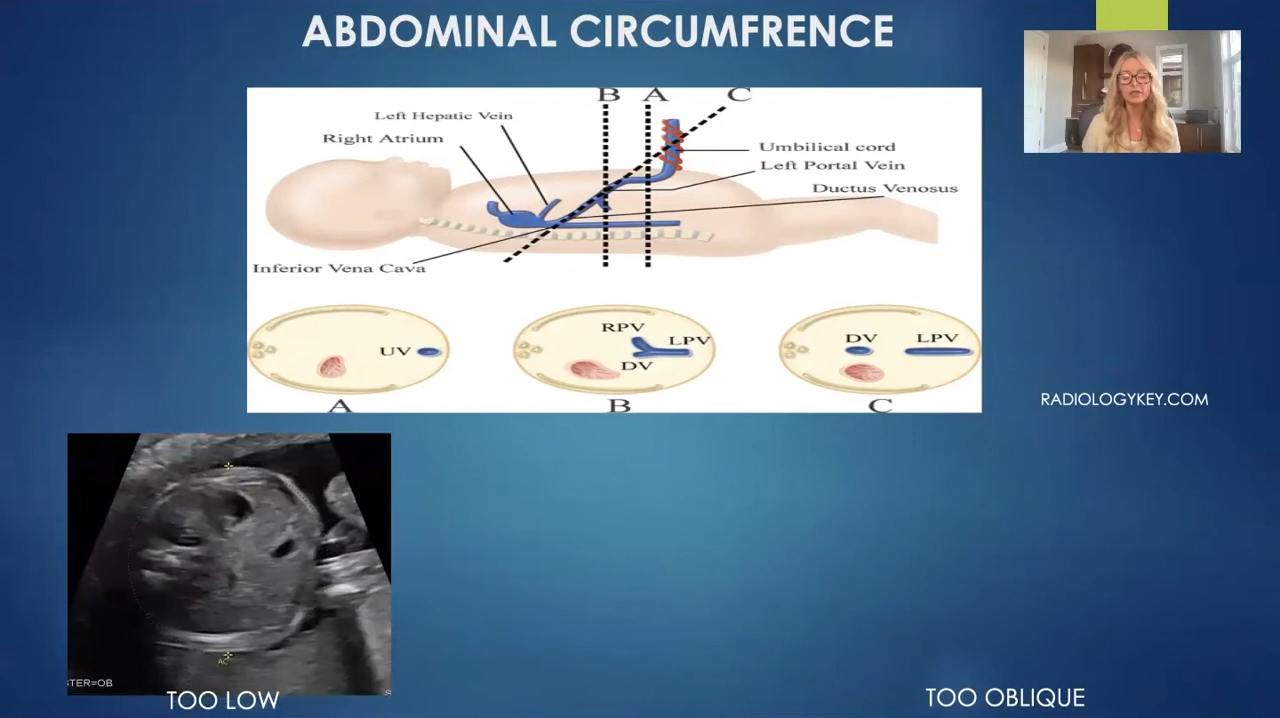 ABDOMINAL CIRCUMFRENCE
B A C
Left Hepatic Vein
Right Atrium
Umbilical cord
Left Portal Vein
Ductus Venosus
Inferior Vena Cava
UV
RPV
LPV
DV
DV
LPV
A
B
C
RADIOLOGYKEY.COM
AC
TER=OB
TOO LOW
TOO OBLIQUE